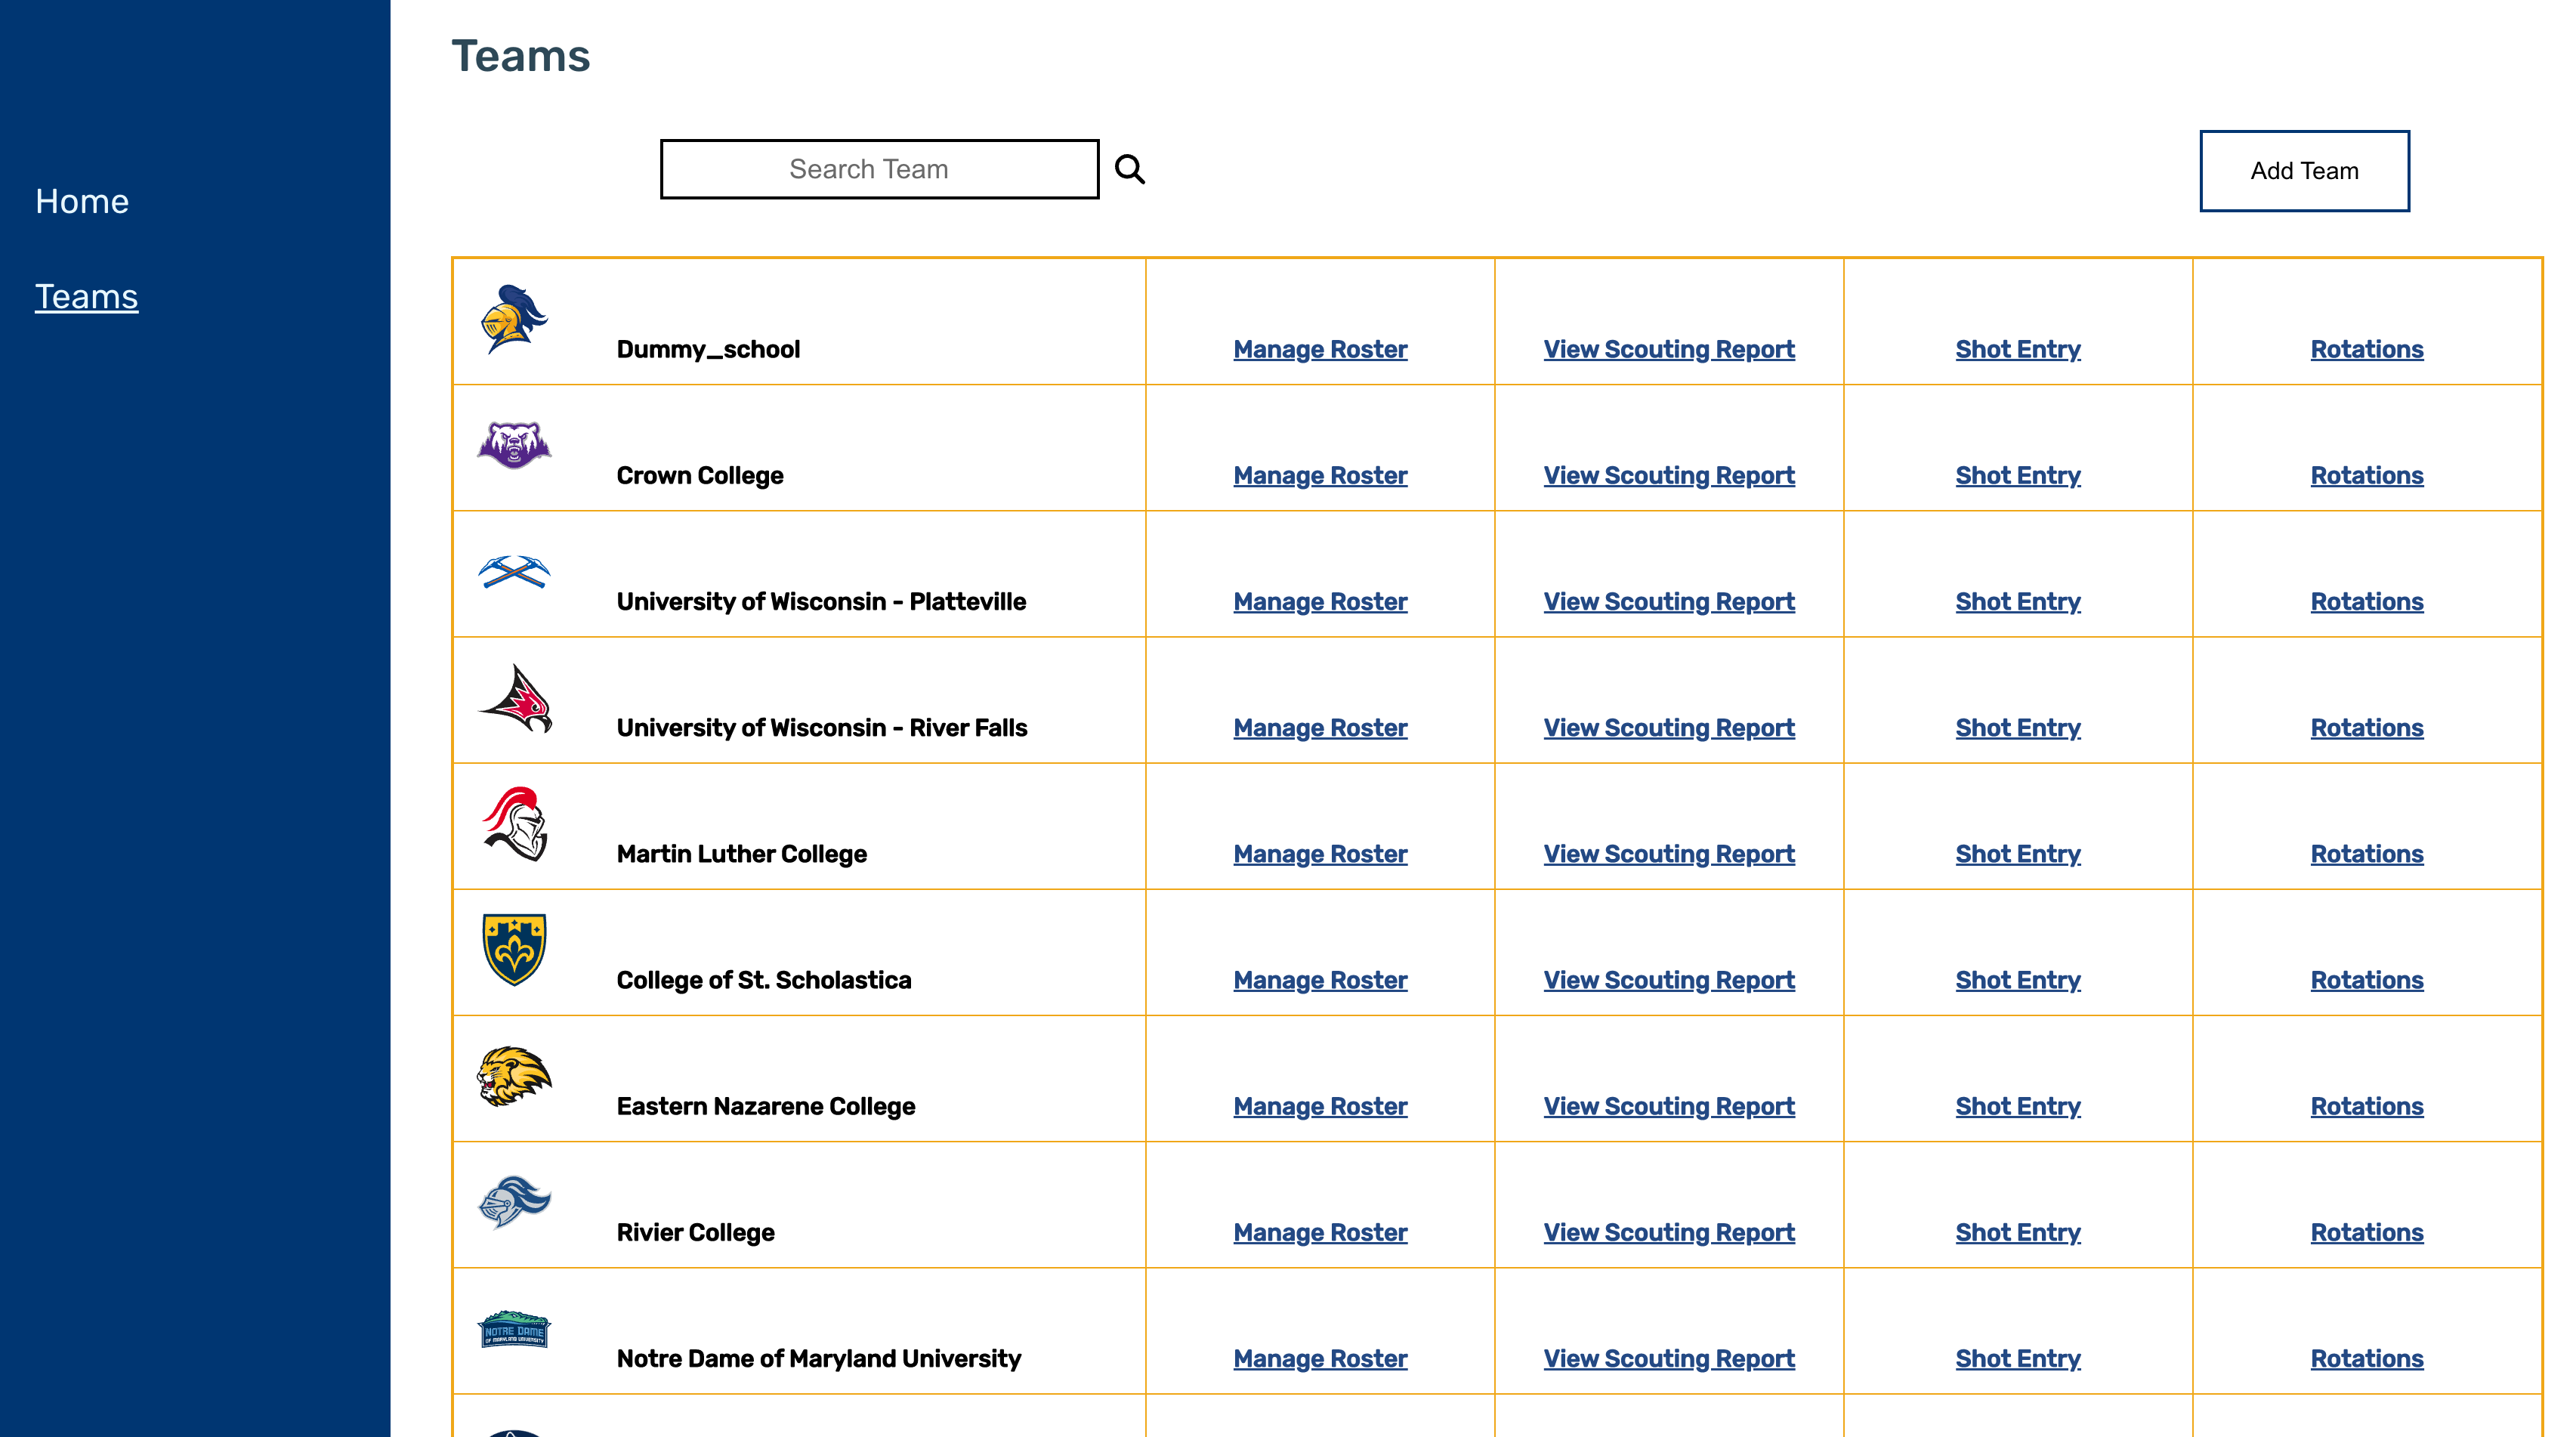 Teams
Search Team
Add Team
Home
Teams
Dummy_school Manage Roster View Scouting Report Shot Entry Rotations
Crown College Manage Roster View Scouting Report Shot Entry Rotations
University of Wisconsin - Platteville Manage Roster View Scouting Report Shot Entry Rotations
University of Wisconsin - River Falls Manage Roster View Scouting Report Shot Entry Rotations
Martin Luther College Manage Roster View Scouting Report Shot Entry Rotations
College of St. Scholastica Manage Roster View Scouting Report Shot Entry Rotations
Eastern Nazarene College Manage Roster View Scouting Report Shot Entry Rotations
Rivier College Manage Roster View Scouting Report Shot Entry Rotations
NOTRE DAME
OF MARYLAND UNIVERSITY
Notre Dame of Maryland University Manage Roster View Scouting Report Shot Entry Rotations